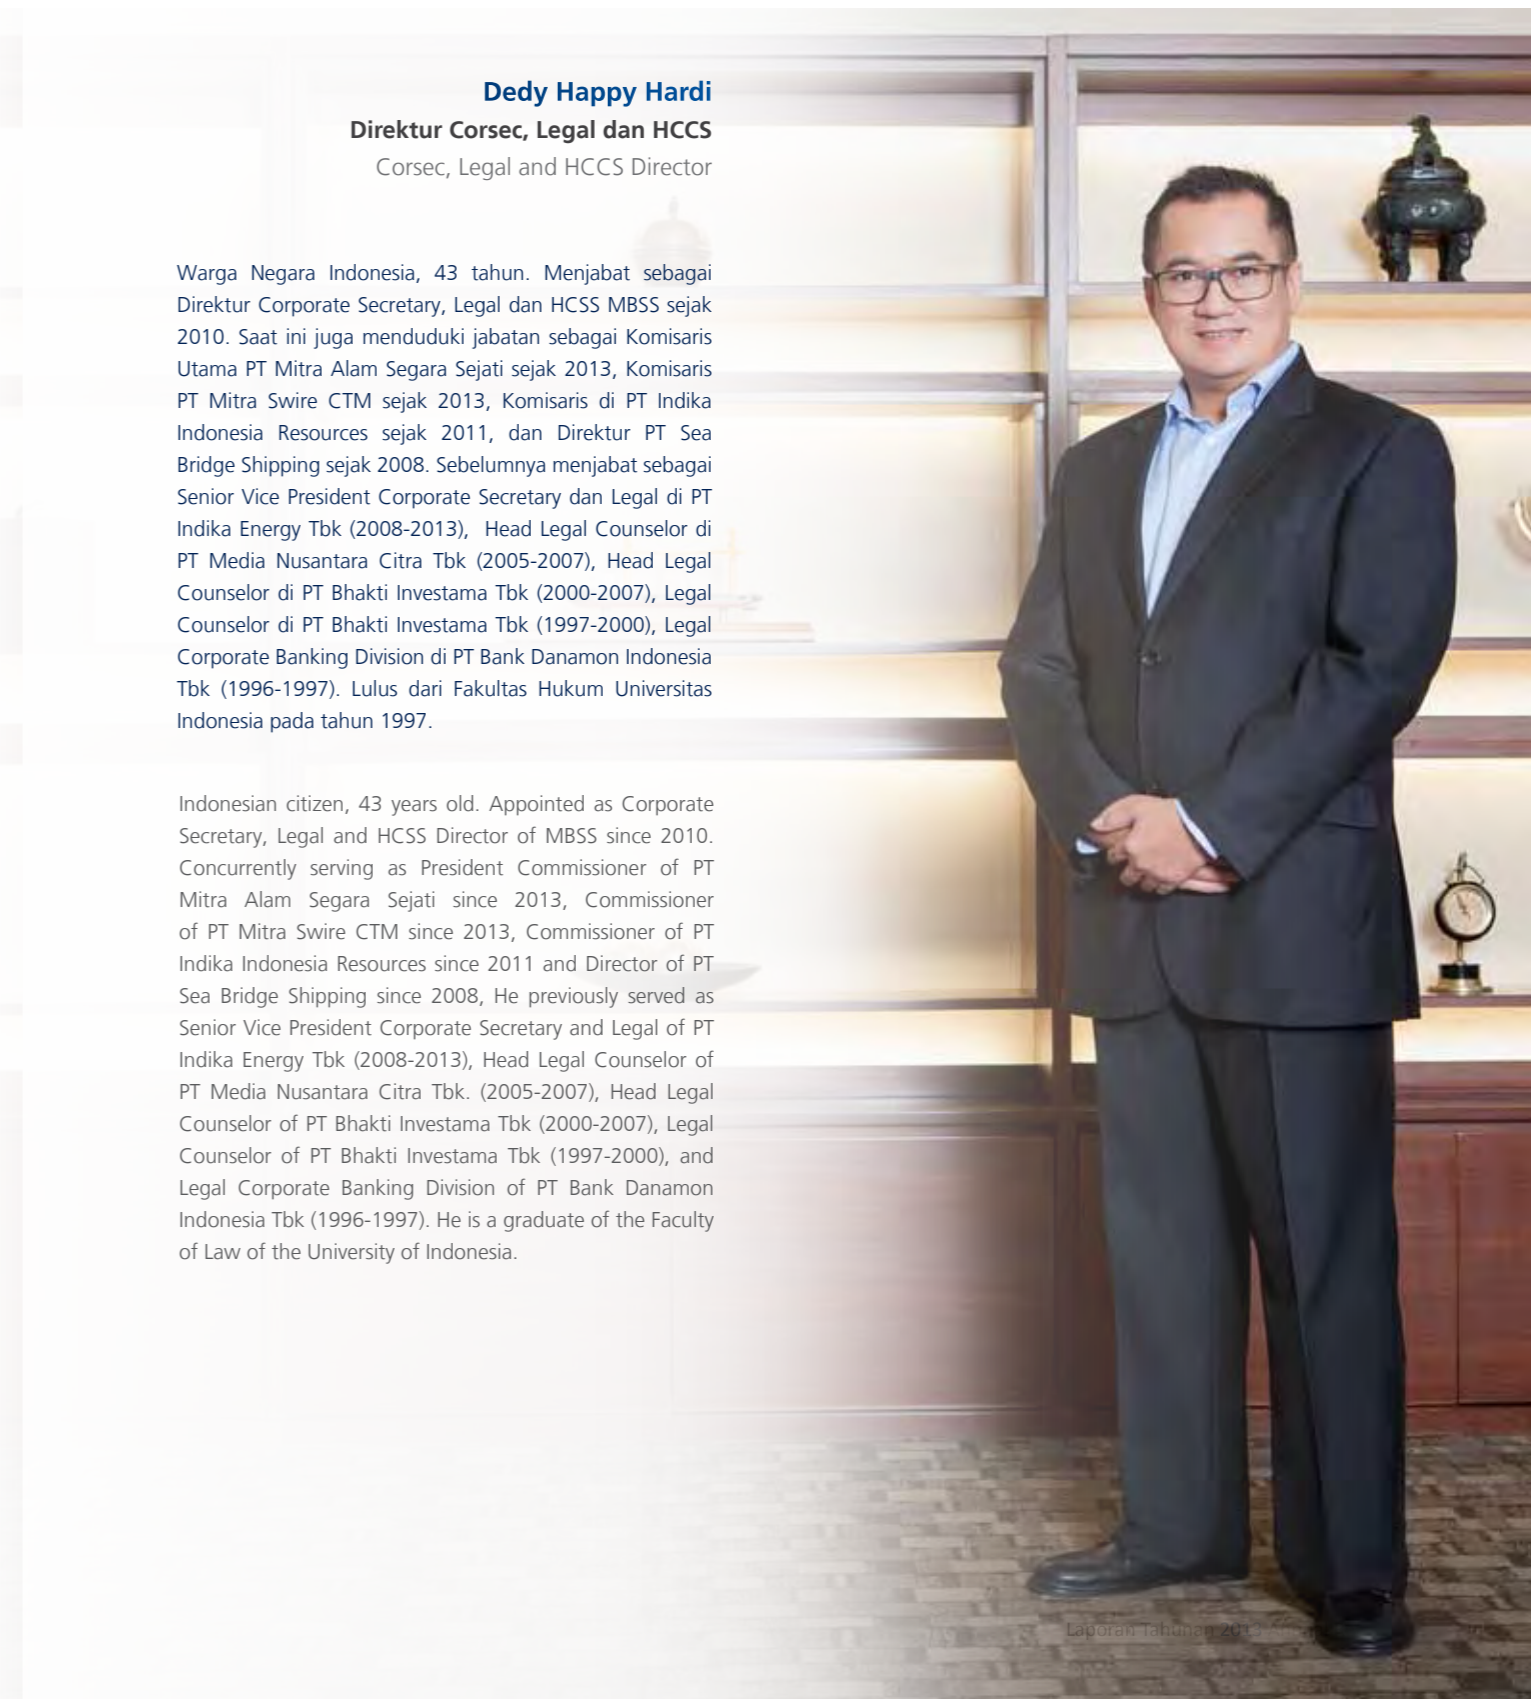 Dedy Happy Hardi
Direktur Corsec, Legal dan HCCS
Corsec, Legal and HCCS Director
Warga Negara Indonesia, 43 tahun. Menjabat sebagai
Direktur Corporate Secretary, Legal dan HCSS MBSS sejak
2010. Saat ini juga menduduki jabatan sebagai Komisaris
Utama PT Mitra Alam Segara Sejati sejak 2013, Komisaris
PT Mitra Swire CTM sejak 2013, Komisaris di PT Indika
Indonesia Resources sejak 2011, dan Direktur PT Sea
Bridge Shipping sejak 2008. Sebelumnya menjabat sebagai
Senior Vice President Corporate Secretary dan Legal di PT
Indika Energy Tbk (2008-2013), Head Legal Counselor di
PT Media Nusantara Citra Tbk (2005-2007), Head Legal
Counselor di PT Bhakti Investama Tbk (2000-2007), Legal
Counselor di PT Bhakti Investama Tbk (1997-2000), Legal
Corporate Banking Division di PT Bank Danamon Indonesia
Tbk (1996-1997). Lulus dari Fakultas Hukum Universitas
Indonesia pada tahun 1997.
Indonesian citizen, 43 years old. Appointed as Corporate
Secretary, Legal and HCSS Director of MBSS since 2010.
Concurrently serving as President Commissioner of PT
Mitra Alam Segara Sejati since 2013, Commissioner
of PT Mitra Swire CTM since 2013, Commissioner of PT
Indika Indonesia Resources since 2011 and Director of PT
Sea Bridge Shipping since 2008, He previously served as
Senior Vice President Corporate Secretary and Legal of PT
Indika Energy Tbk (2008-2013), Head Legal Counselor of
PT Media Nusantara Citra Tbk. (2005-2007), Head Legal
Counselor of PT Bhakti Investama Tbk (2000-2007), Legal
Counselor of PT Bhakti Investama Tbk (1997-2000), and
Legal Corporate Banking Division of PT Bank Danamon
Indonesia Tbk (1996-1997). He is a graduate of the Faculty
of Law of the University of Indonesia.
Laporan Tahunan 2013